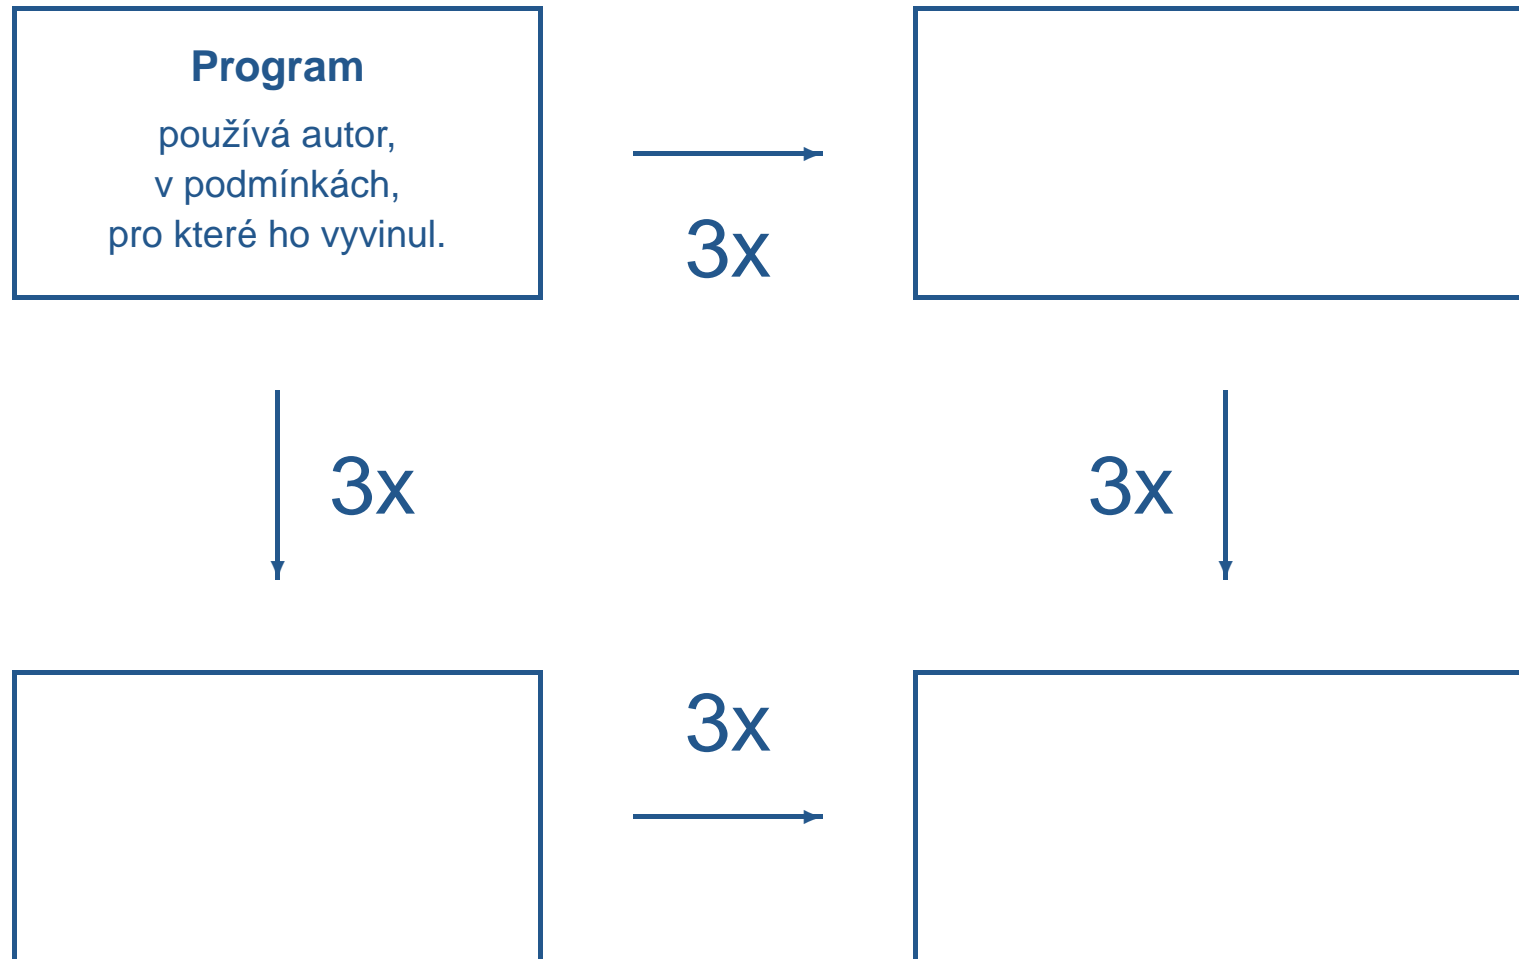 Program
používá autor,
v podmínkách,
pro které ho vyvinul.
3x
3x
3x
3x